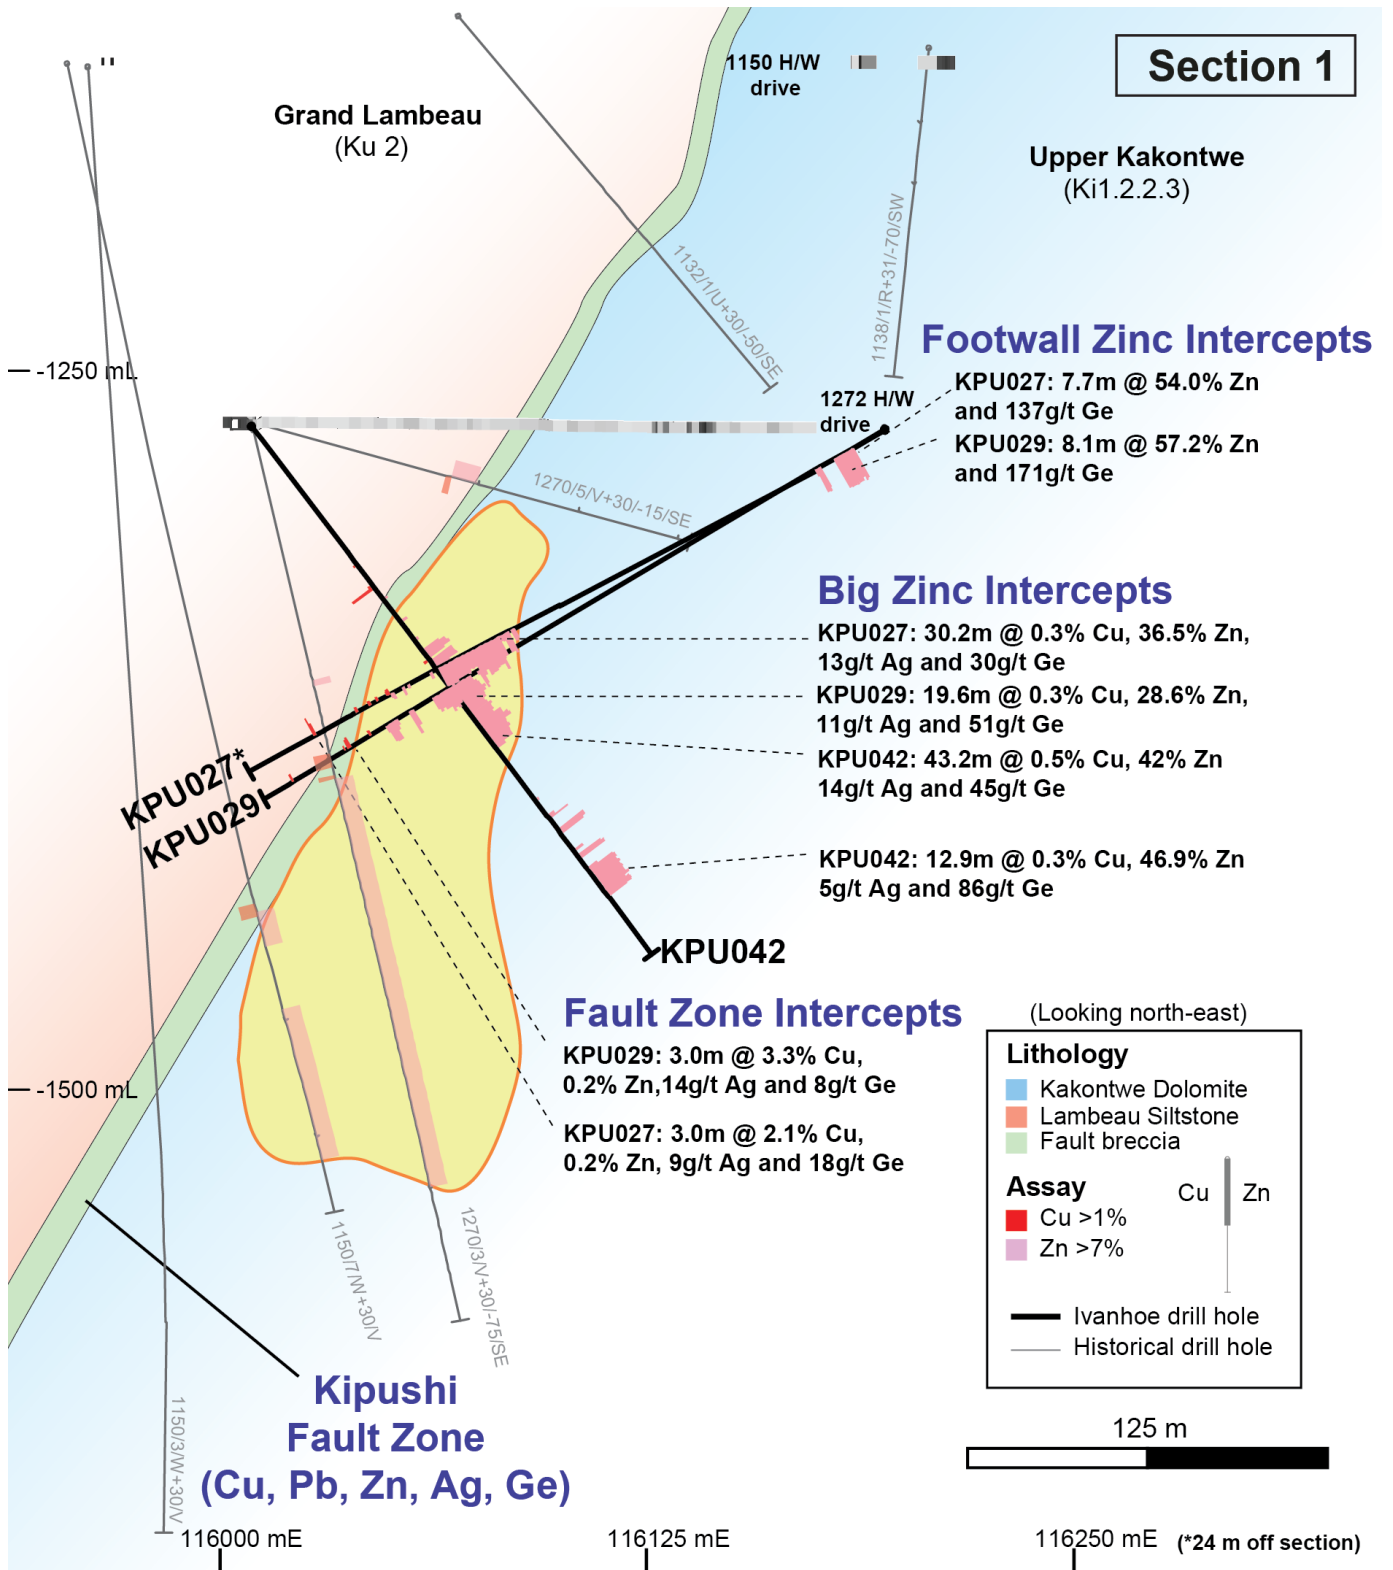 Section 1
1150 H/W
drive
Grand Lambeau
(Ku 2)
Upper Kakontwe
(Ki1.2.2.3)
1132/1/U+30/-50/SE
1138/1/R+31/-70/SW
Footwall Zinc Intercepts
-1250 mL
KPU027: 7.7m @ 54.0% Zn
and 137g/t Ge
1272 H/W
drive
KPU029: 8.1m @ 57.2% Zn
and 171g/t Ge
1270/5/V+30/-15/SE
Big Zinc Intercepts
KPU027: 30.2m @ 0.3% Cu, 36.5% Zn,
13g/t Ag and 30g/t Ge
KPU029: 19.6m @ 0.3% Cu, 28.6% Zn,
11g/t Ag and 51g/t Ge
KPU042: 43.2m @ 0.5% Cu, 42% Zn
14g/t Ag and 45g/t Ge
KPU027*
KPU029
KPU042: 12.9m @ 0.3% Cu, 46.9% Zn
5g/t Ag and 86g/t Ge
KPU042
Fault Zone Intercepts
KPU029: 3.0m @ 3.3% Cu,
0.2% Zn,14g/t Ag and 8g/t Ge
KPU027: 3.0m @ 2.1% Cu,
0.2% Zn, 9g/t Ag and 18g/t Ge
-1500 mL
(Looking north-east)
Lithology
Kakontwe Dolomite
Lambeau Siltstone
Fault breccia
Assay
Cu >1%
Zn >7%
Cu
Zn
Ivanhoe drill hole
Historical drill hole
1150/7/W+30/V
1270/3/V+30/-75/SE
1150/3/W+30/V
Kipushi
Fault Zone
(Cu, Pb, Zn, Ag, Ge)
125 m
116000 mE
116125 mE
116250 mE
(*24 m off section)